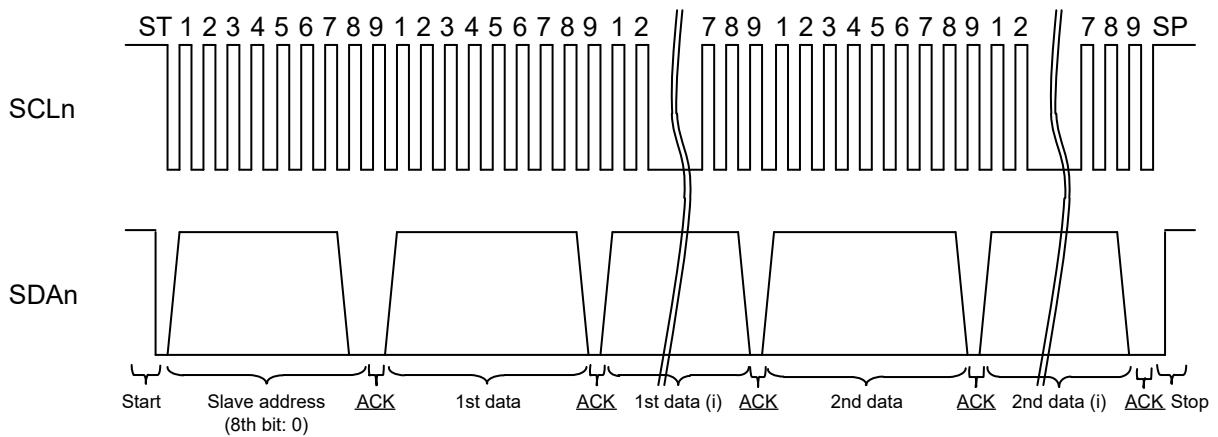 ST 1 2 3 4 5 6 7 8 9 1 2 3 4 5 6 7 8 9 1 2 7 8 9 1 2 3 4 5 6 7 8 9 1 2 7 8 9 SP
SCLn
SDAn
Start Slave address ACK 1st data ACK 1st data (i) ACK 2nd data ACK 2nd data (i) ACK Stop
(8th bit: 0)